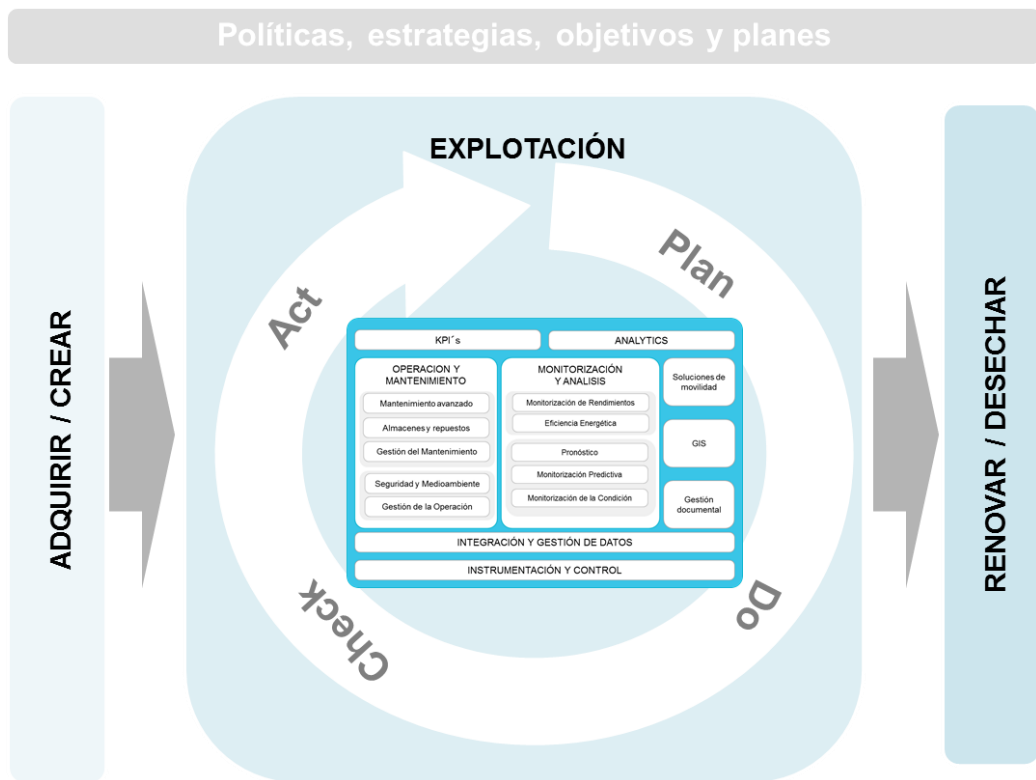 Políticas, estrategias, objetivos y planes
ADQUIRIR / CREAR
EXPLOTACIÓN
Plan
Do
Check
Act
KPI´s
ANALYTICS
OPERACION Y
MANTENIMIENTO
Mantenimiento avanzado
Almacenes y repuestos
Gestión del Mantenimiento
Seguridad y Medioambiente
Gestión de la Operación
MONITORIZACIÓN
Y ANALISIS
Monitorización de Rendimientos
Eficiencia Energética
Pronóstico
Monitorización Predictiva
Monitorización de la Condición
Soluciones de
movilidad
GIS
Gestión
documental
INTEGRACIÓN Y GESTIÓN DE DATOS
INSTRUMENTACIÓN Y CONTROL
RENOVAR / DESECHAR